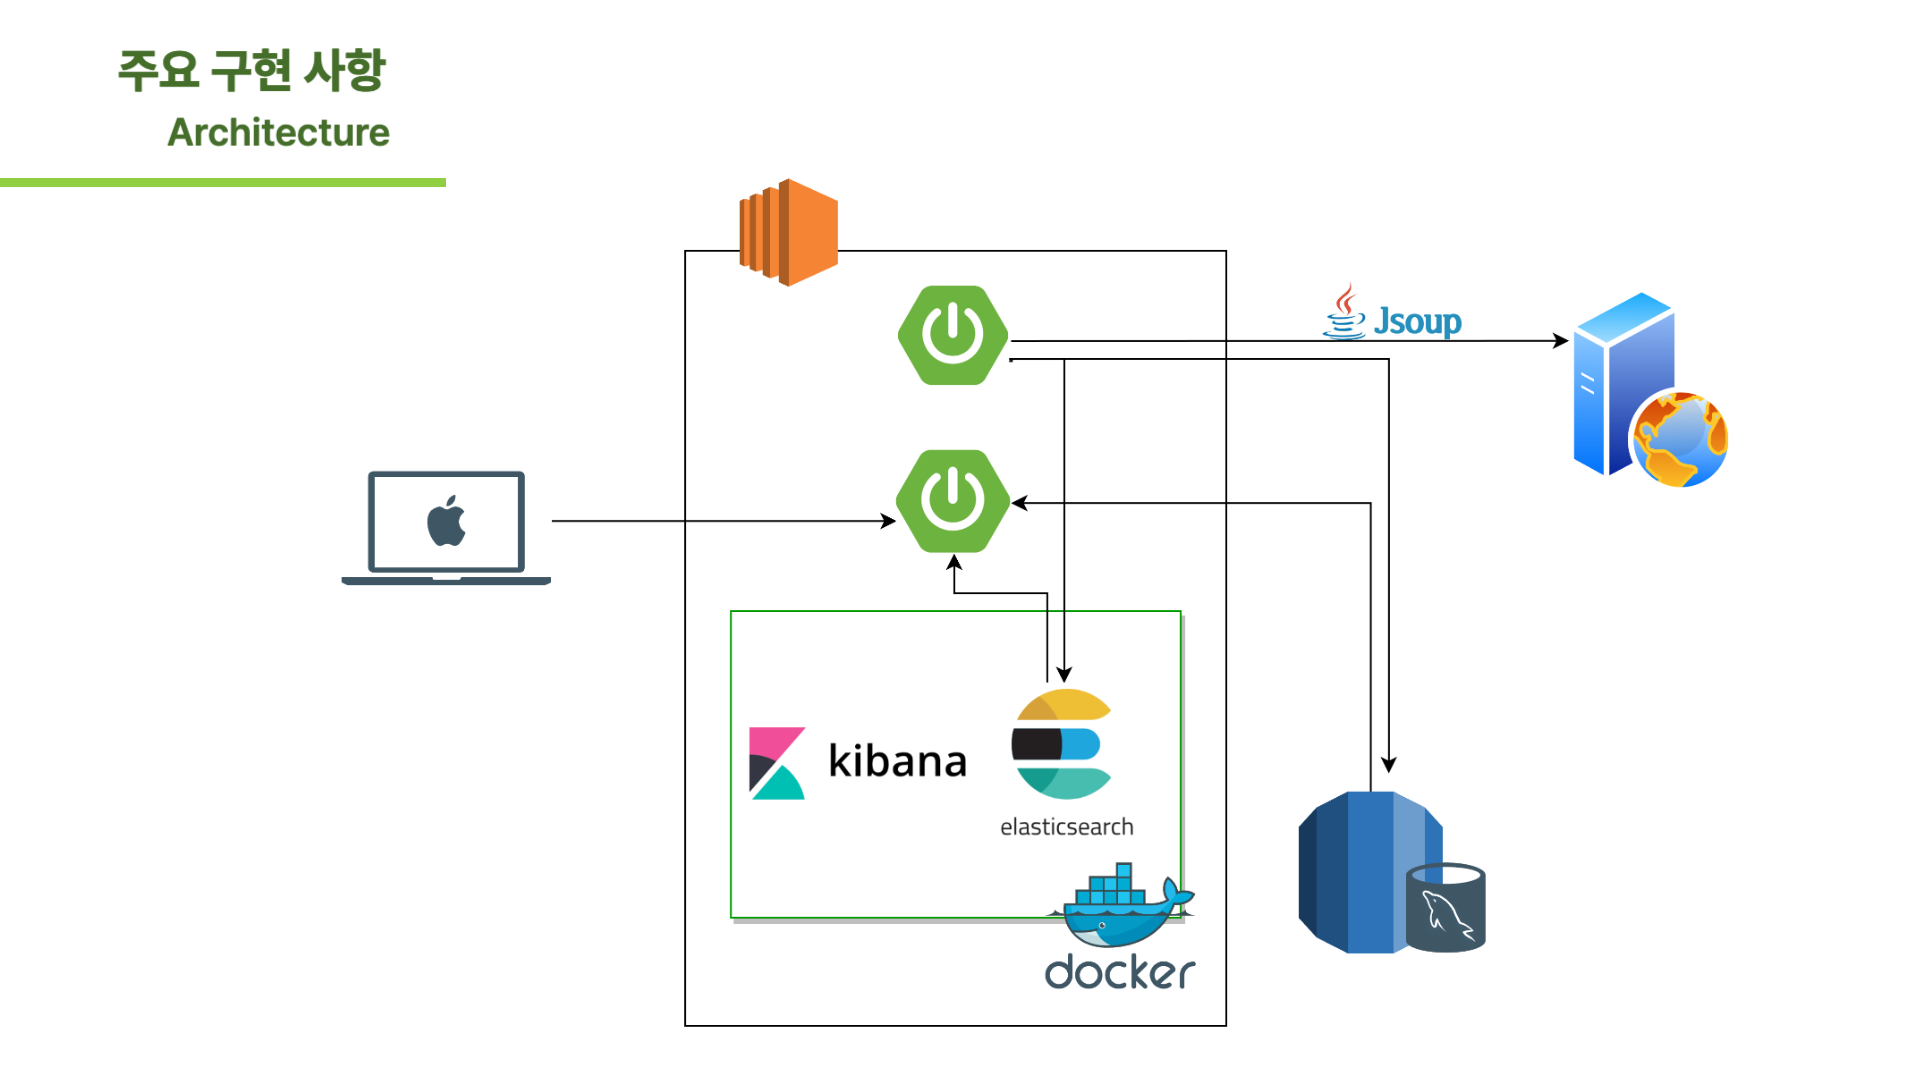 주요 구현 사항
Architecture
Jsoup
kibana
elasticsearch
docker